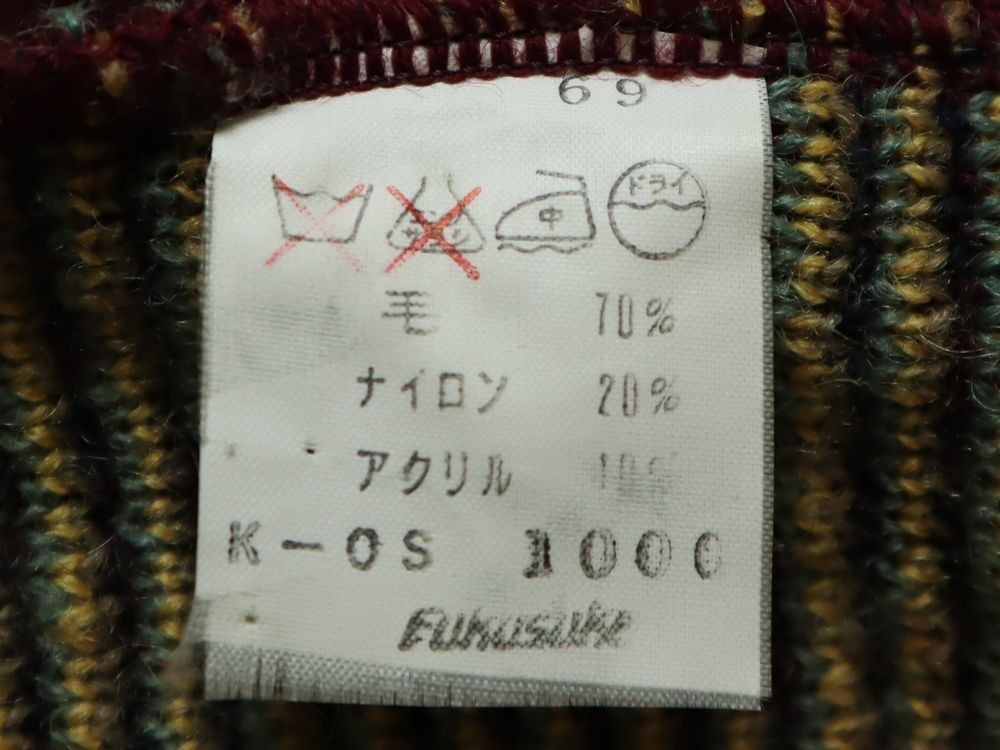 69
中 ドライ
毛 70%
ナイロン 20%
アクリル 10%
K-OS 1000
Fukusuke